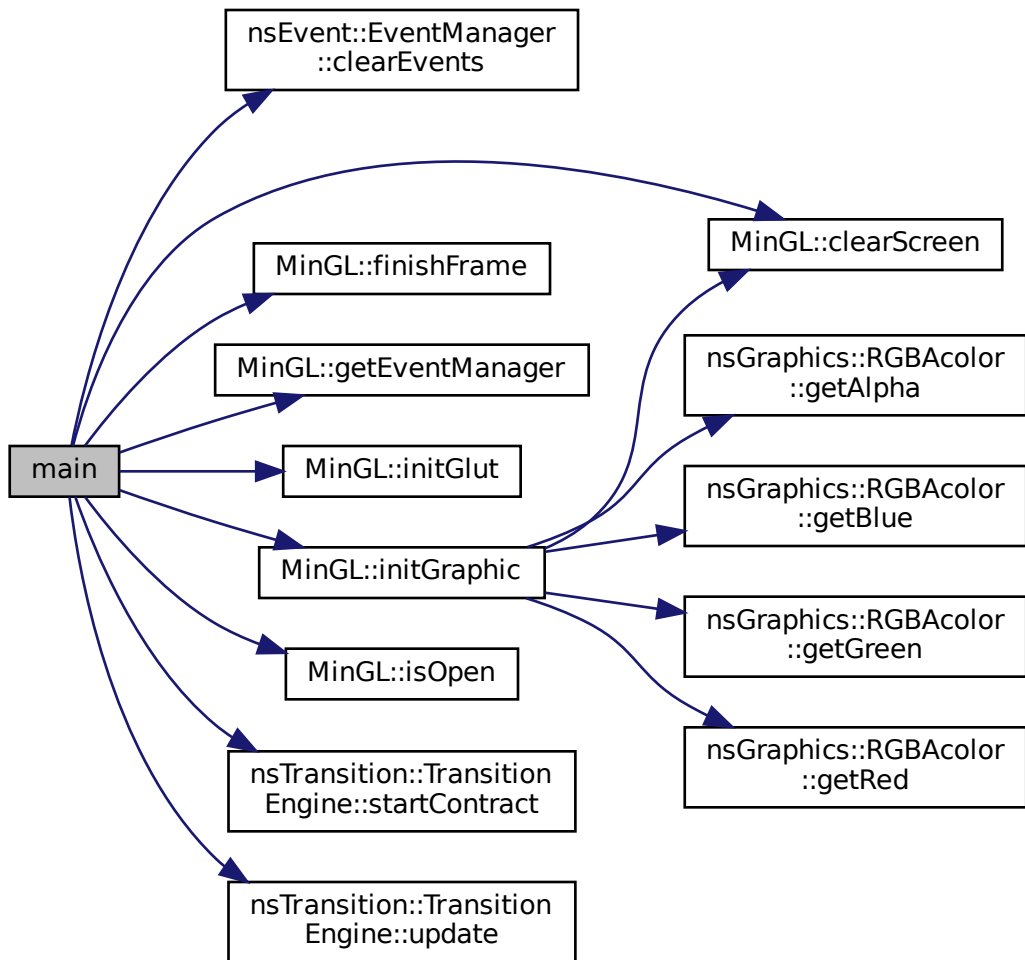 nsEvent::EventManager
::clearEvents
MinGL::clearScreen
MinGL::finishFrame
nsGraphics::RGBAcolor
::getAlpha
MinGL::getEventManager
main
MinGL::initGlut
nsGraphics::RGBAcolor
::getBlue
MinGL::initGraphic
nsGraphics::RGBAcolor
::getGreen
MinGL::isOpen
nsGraphics::RGBAcolor
::getRed
nsTransition::Transition
Engine::startContract
nsTransition::Transition
Engine::update